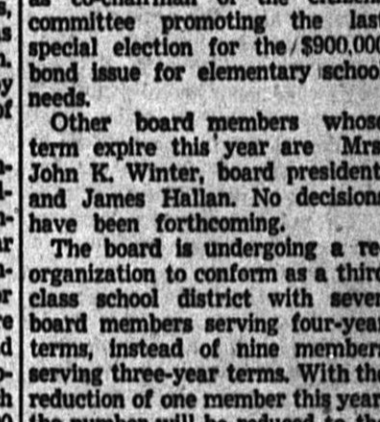 committee promoting the last
special election for the $900,000
bond issue for elementary school
needs.
Other board members whose
term expire this year are Mrs
John K. Winter, board president
and James Hallan. No decisions
have been forthcoming.
The board is undergoing a re
organization to conform as a third
class school district with seven
board members serving four-year
terms, instead of nine members
serving three-year terms. With the
reduction of one member this year